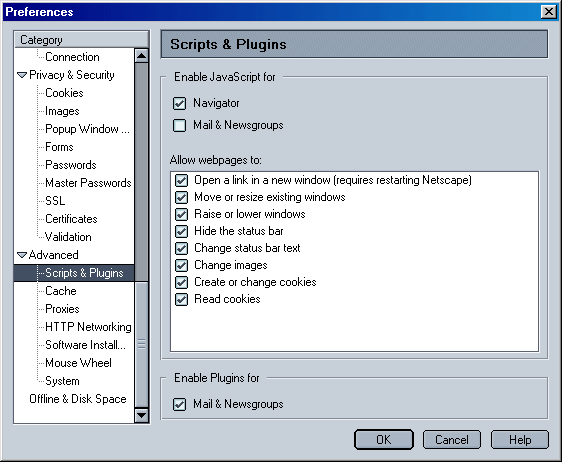 Preferences
Category
Connection
Privacy & Security
Cookies
Images
Popup Window ...
Forms
Passwords
Master Passwords
SSL
Certificates
Validation
Advanced
Scripts & Plugins
Cache
Proxies
HTTP Networking
Software Install...
Mouse Wheel
System
Offline & Disk Space
Scripts & Plugins
Enable JavaScript for
Navigator
Mail & Newsgroups
Allow webpages to:
Open a link in a new window (requires restarting Netscape)
Move or resize existing windows
Raise or lower windows
Hide the status bar
Change status bar text
Change images
Create or change cookies
Read cookies
Enable Plugins for
Mail & Newsgroups
OK
Cancel
Help